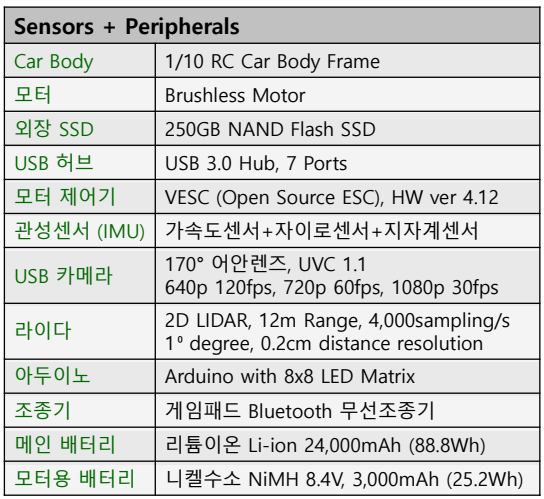 Sensors + Peripherals
Car Body 1/10 RC Car Body Frame
모터 Brushless Motor
외장 SSD 250GB NAND Flash SSD
USB 허브 USB 3.0 Hub, 7 Ports
모터 제어기 VESC (Open Source ESC), HW ver 4.12
관성센서 (IMU) 가속도센서+자이로센서+지자계센서
USB 카메라 170° 어안렌즈, UVC 1.1
640p 120fps, 720p 60fps, 1080p 30fps
라이다 2D LIDAR, 12m Range, 4,000sampling/s
1⁰ degree, 0.2cm distance resolution
아두이노 Arduino with 8x8 LED Matrix
조종기 게임패드 Bluetooth 무선조종기
메인 배터리 리튬이온 Li-ion 24,000mAh (88.8Wh)
모터용 배터리 니켈수소 NiMH 8.4V, 3,000mAh (25.2Wh)